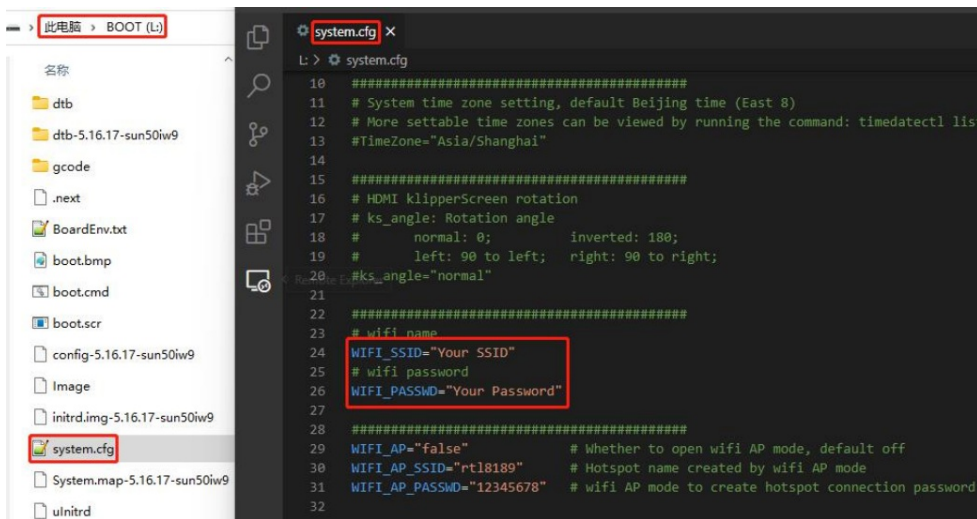 此电脑 > BOOT (L:)
名称
dtb
dtb-5.16.17-sun50iw9
gcode
.next
BoardEnv.txt
boot.bmp
boot.cmd
boot.scr
config-5.16.17-sun50iw9
Image
initrd.img-5.16.17-sun50iw9
system.cfg
System.map-5.16.17-sun50iw9
uInitrd
system.cfg
L: > system.cfg
10 ###########################################
11 # System time zone setting, default Beijing time (East 8)
12 # More settable time zones can be viewed by running the command: timedatectl lis
13 #TimeZone="Asia/Shanghai"
14
15 ###########################################
16 # HDMI klipperScreen rotation
17 # ks_angle: Rotation angle
18 # normal: 0; inverted: 180;
19 # left: 90 to left; right: 90 to right;
20 #ks_angle="normal"
21
22 ###########################################
23 # wifi name
24 WIFI_SSID="Your SSID"
25 # wifi password
26 WIFI_PASSWD="Your Password"
27
28 ###########################################
29 WIFI_AP="false" # Whether to open wifi AP mode, default off
30 WIFI_AP_SSID="rtl8189" # Hotspot name created by wifi AP mode
31 WIFI_AP_PASSWD="12345678" # wifi AP mode to create hotspot connection password
32